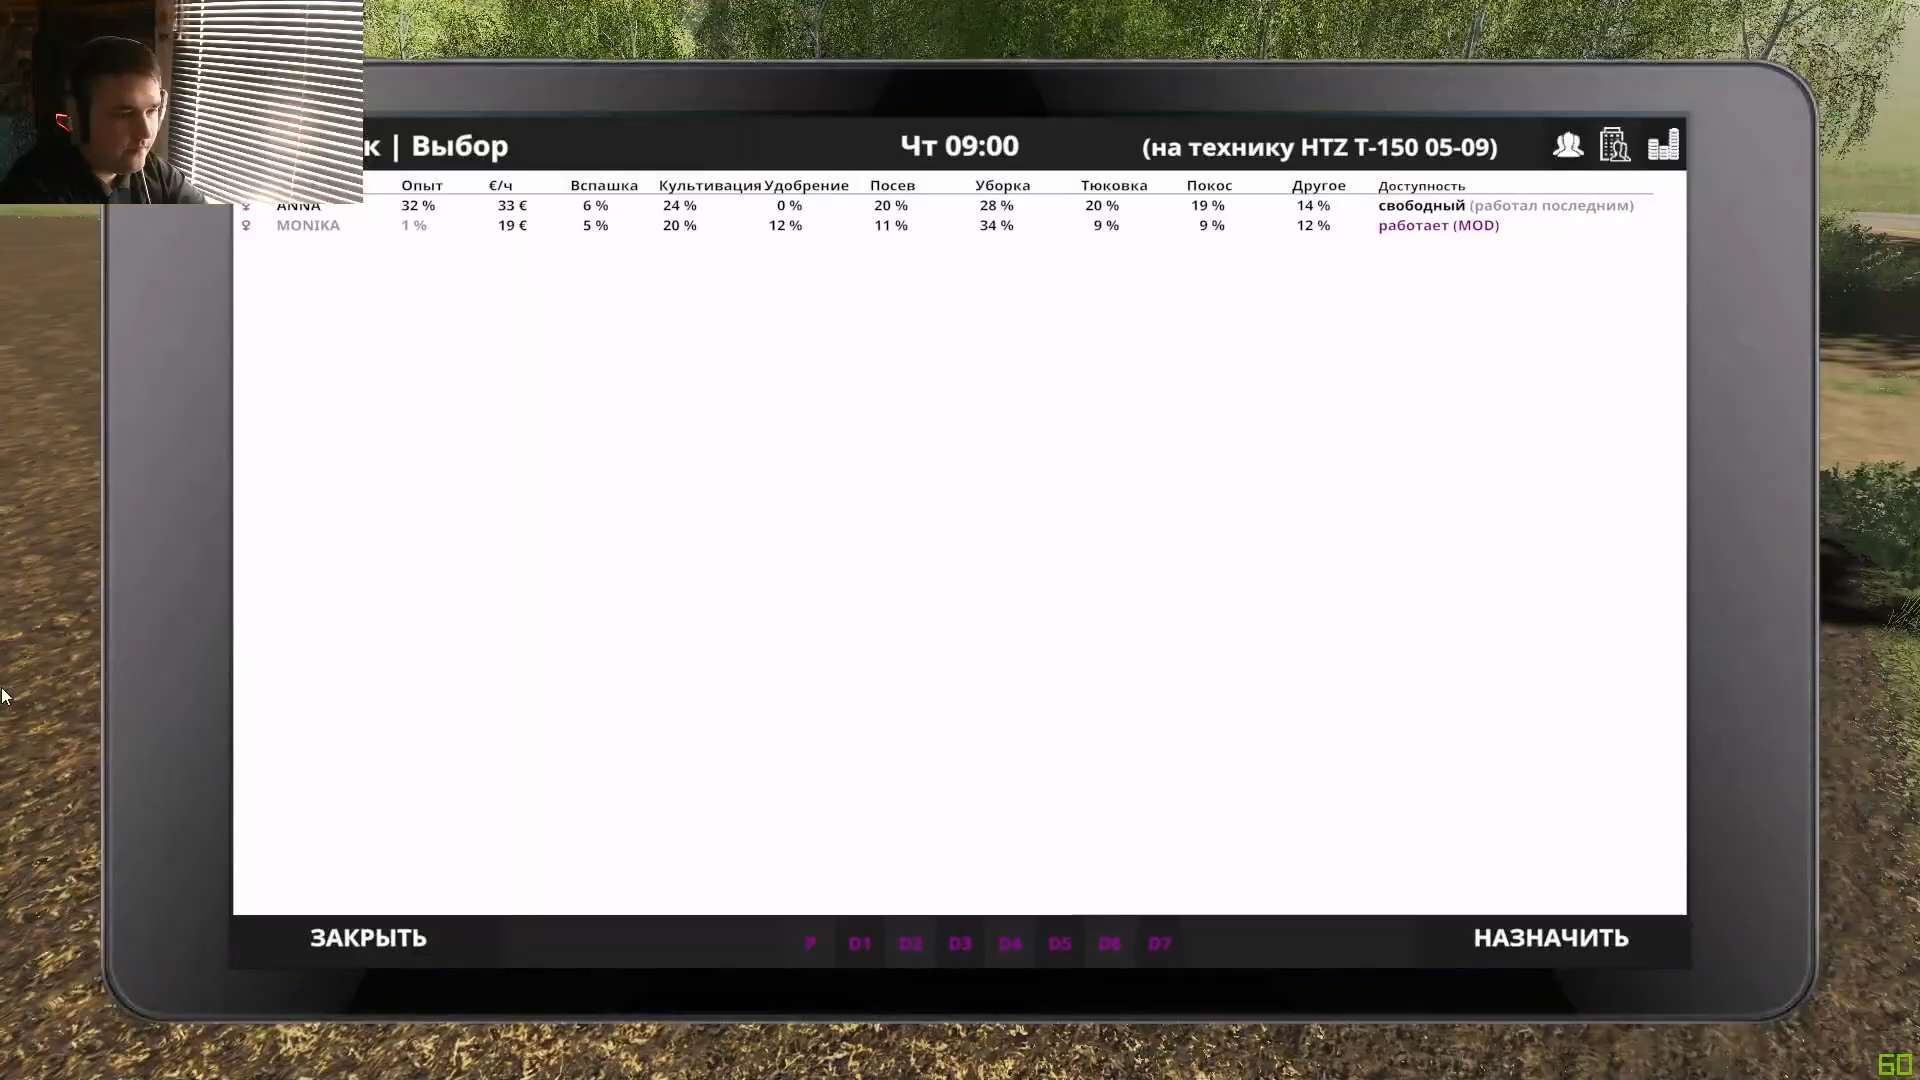 к | Выбор Чт 09:00 (на технику HTZ T-150 05-09)
Опыт €/ч Вспашка Культивация Удобрение Посев Уборка Тюковка Покос Другое Доступность
ANNA 32 % 33 € 6 % 24 % 0 % 20 % 28 % 20 % 19 % 14 % свободный (работал последним)
MONIKA 1 % 19 € 5 % 20 % 12 % 11 % 34 % 9 % 9 % 12 % работает (MOD)
ЗАКРЫТЬ P D1 D2 D3 D4 D5 D6 D7 НАЗНАЧИТЬ
60